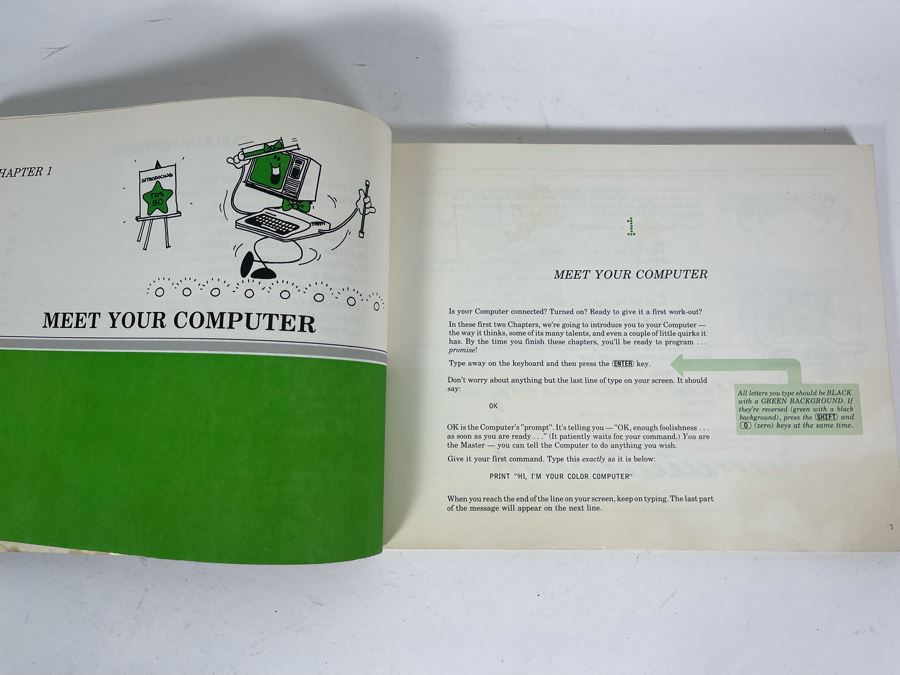 HAPTER 1
INTRODUCING
TRS
80
MEET YOUR COMPUTER
1
MEET YOUR COMPUTER
Is your Computer connected? Turned on? Ready to give it a first work-out?
In these first two Chapters, we're going to introduce you to your Computer —
the way it thinks, some of its many talents, and even a couple of little quirks it
has. By the time you finish these chapters, you'll be ready to program . . .
promise!
Type away on the keyboard and then press the ENTER key.
Don't worry about anything but the last line of type on your screen. It should
say:
OK
OK is the Computer's "prompt". It's telling you — "OK, enough foolishness . . .
as soon as you are ready . . ." (It patiently waits for your command.) You are
the Master — you can tell the Computer to do anything you wish.
Give it your first command. Type this exactly as it is below:
PRINT "HI, I'M YOUR COLOR COMPUTER"
When you reach the end of the line on your screen, keep on typing. The last part
of the message will appear on the next line.
All letters you type should be BLACK
with a GREEN BACKGROUND. If
they're reversed (green with a black
background), press the SHIFT and
0 (zero) keys at the same time.
7